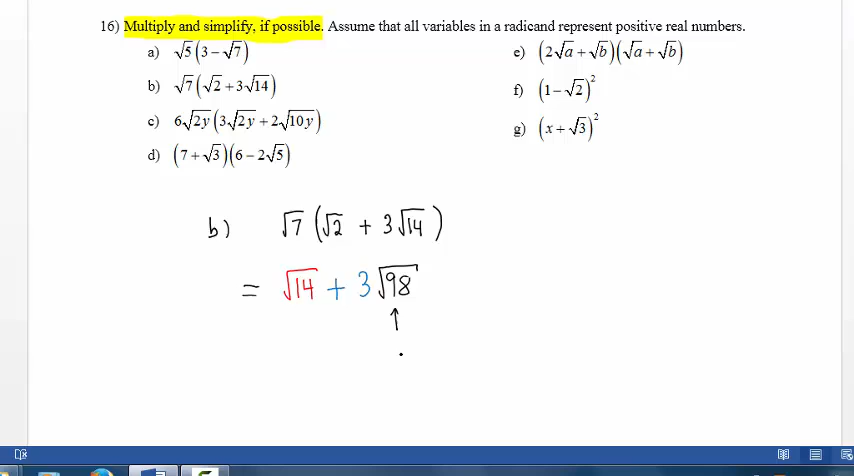 16) Multiply and simplify, if possible. Assume that all variables in a radicand represent positive real numbers.
a) √5(3 − √7)
b) √7(√2 + 3√14)
c) 6√2y(3√2y + 2√10y)
d) (7 + √3)(6 − 2√5)
e) (2√a + √b)(√a + √b)
f) (1 − √2)²
g) (x + √3)²
b) √7(√2 + 3√14)
= √14 + 3√98